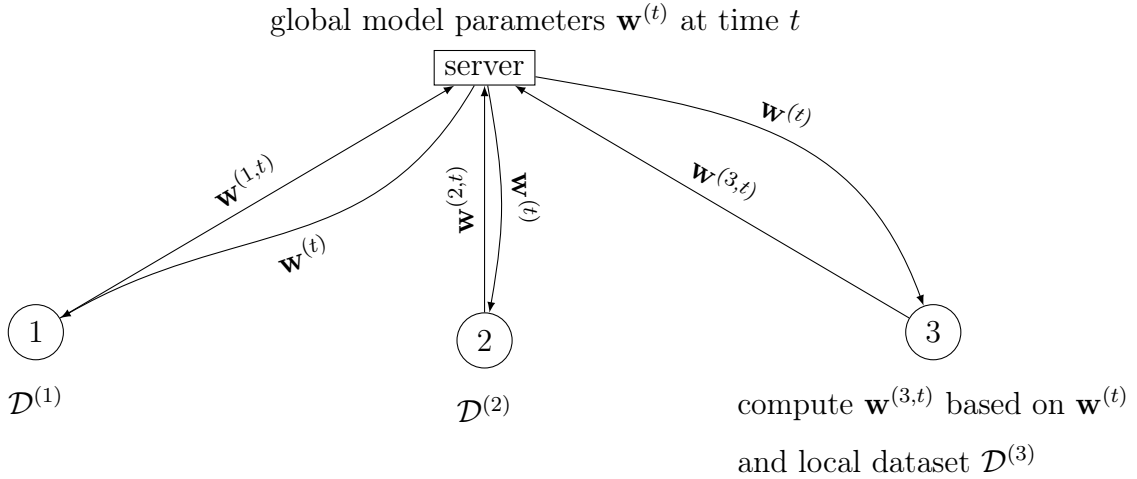 global model parameters 𝐰^(t) at time t
server
𝐰^(1,t)
𝐰^(t)
𝐰^(2,t)
𝐰^(t)
𝐰^(3,t)
𝐰^(t)
1
2
3
𝒟^(1)
𝒟^(2)
compute 𝐰^(3,t) based on 𝐰^(t)
and local dataset 𝒟^(3)